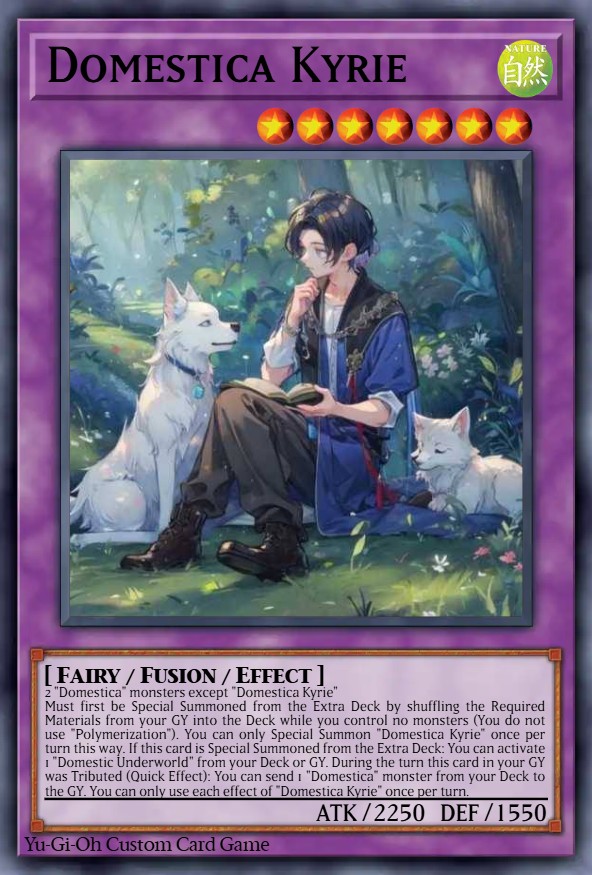 Domestica Kyrie
NATURE
自然
[ Fairy / Fusion / Effect ]
2 "Domestica" monsters except "Domestica Kyrie"
Must first be Special Summoned from the Extra Deck by shuffling the Required
Materials from your GY into the Deck while you control no monsters (You do not
use "Polymerization"). You can only Special Summon "Domestica Kyrie" once per
turn this way. If this card is Special Summoned from the Extra Deck: You can activate
1 "Domestic Underworld" from your Deck or GY. During the turn this card in your GY
was Tributed (Quick Effect): You can send 1 "Domestica" monster from your Deck to
the GY. You can only use each effect of "Domestica Kyrie" once per turn.
ATK/2250 DEF/1550
Yu-Gi-Oh Custom Card Game